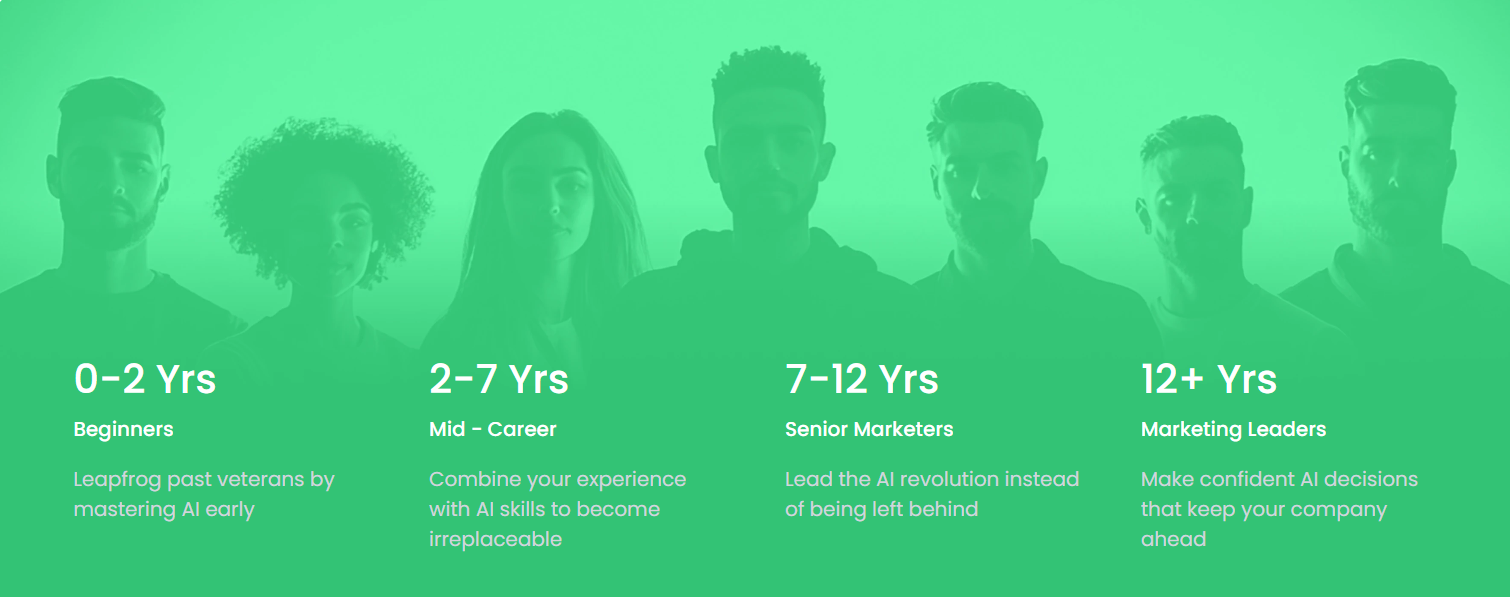 0-2 Yrs
Beginners
Leapfrog past veterans by
mastering AI early
2-7 Yrs
Mid - Career
Combine your experience
with AI skills to become
irreplaceable
7-12 Yrs
Senior Marketers
Lead the AI revolution instead
of being left behind
12+ Yrs
Marketing Leaders
Make confident AI decisions
that keep your company
ahead